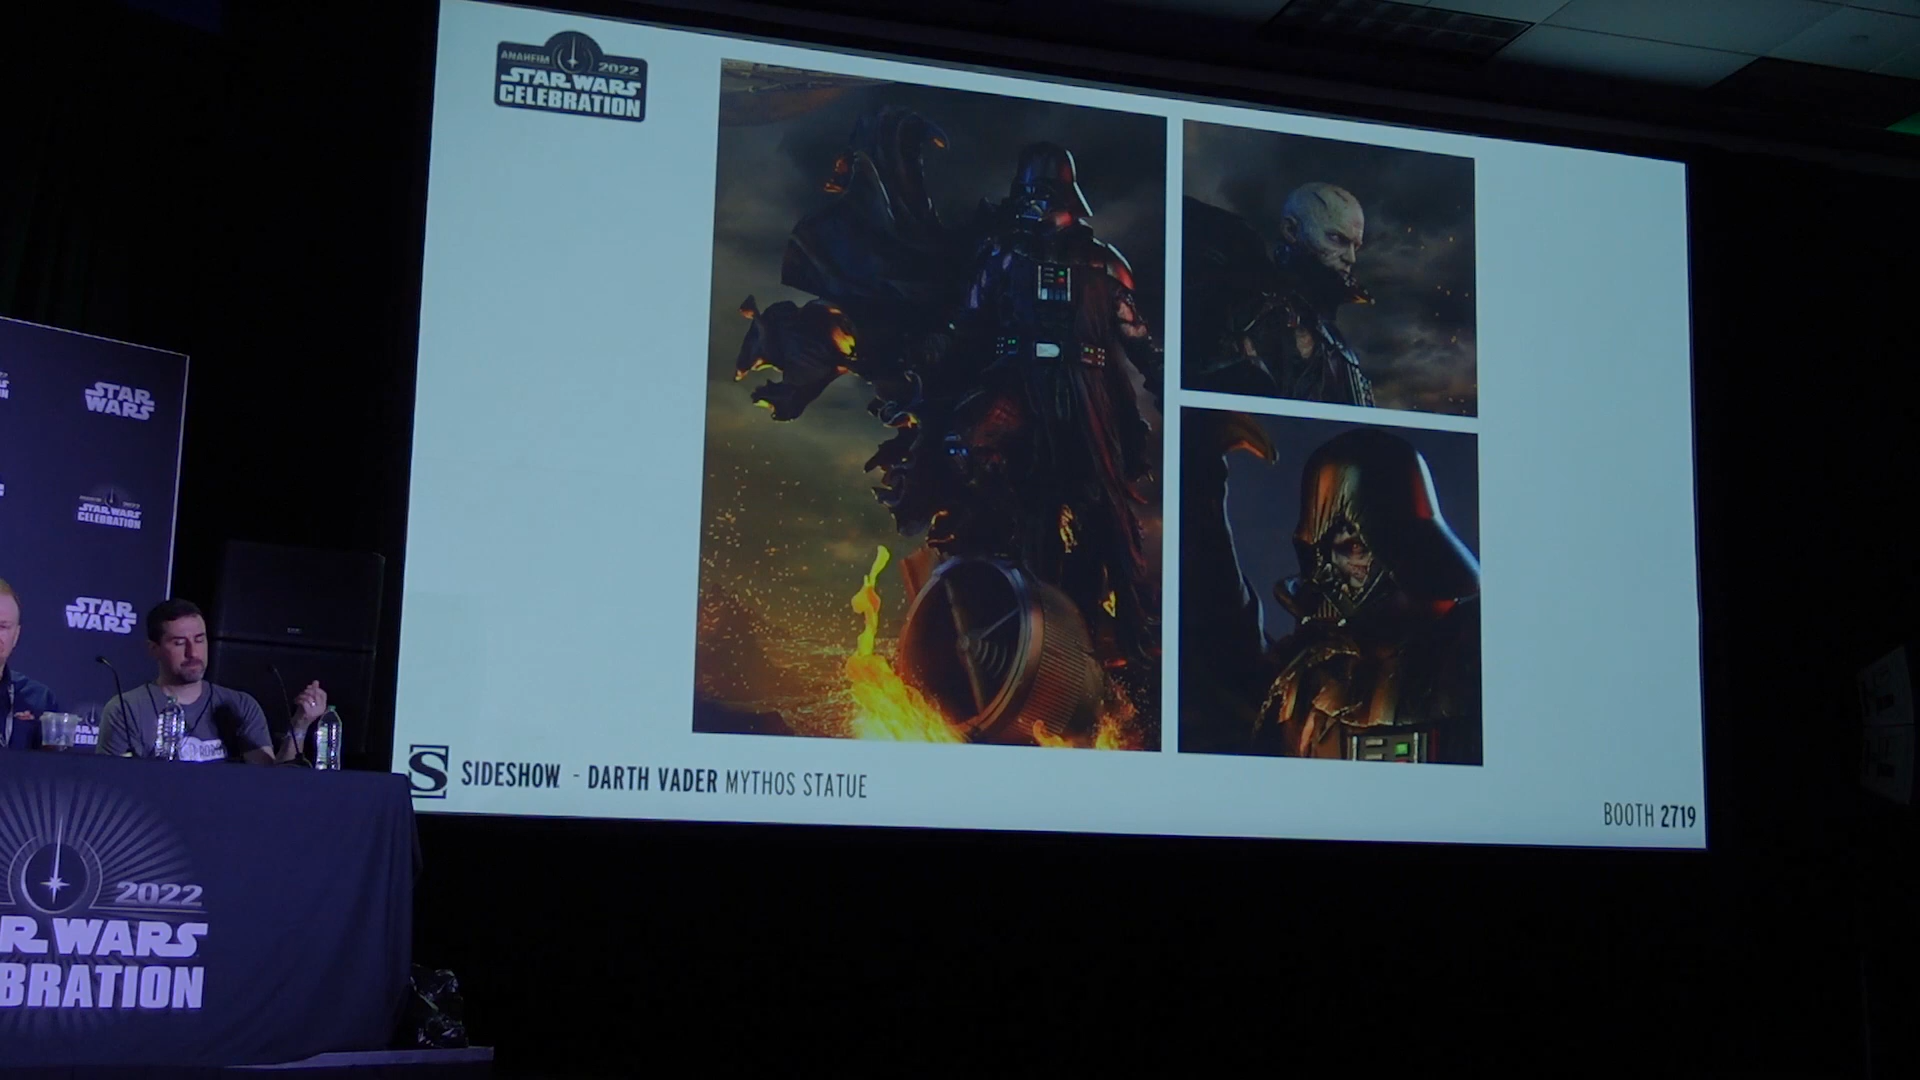 ANAHEIM 2022
STAR WARS
CELEBRATION
STAR
WARS
STAR WARS
CELEBRATION
STAR
WARS
SIDESHOW - DARTH VADER MYTHOS STATUE
BOOTH 2719
2022
R WARS
BRATION